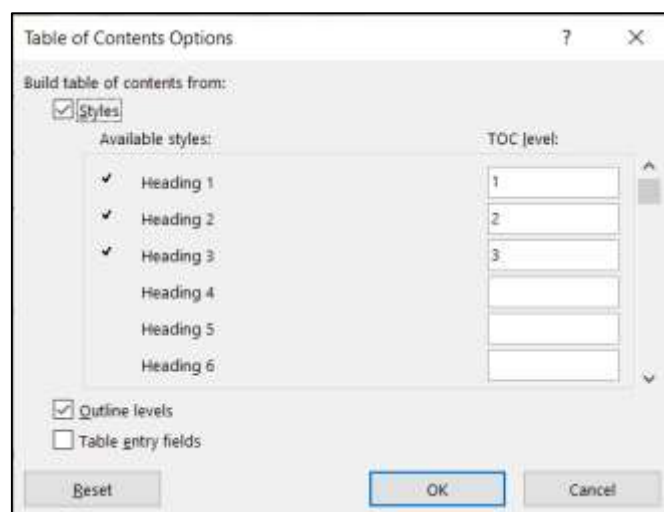 Table of Contents Options ? ×
Build table of contents from:
Styles
Available styles: TOC level:
Heading 1 1
Heading 2 2
Heading 3 3
Heading 4
Heading 5
Heading 6
Outline levels
Table entry fields
Reset OK Cancel